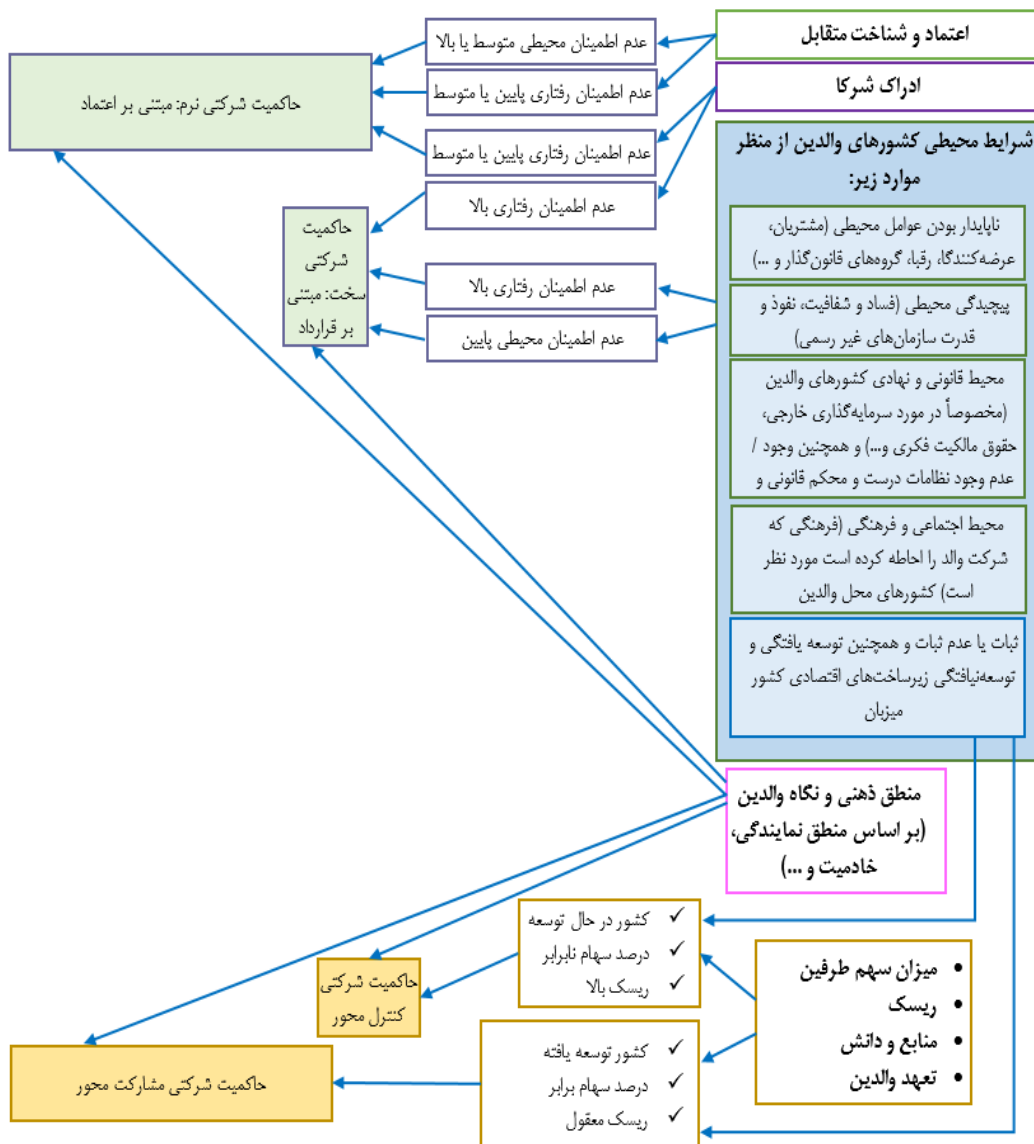 اعتماد و شناخت متقابل
ادراک شرکا
شرایط محیطی کشورهای والدین از منظر
موارد زیر:
ناپایدار بودن عوامل محیطی (مشتریان،
عرضه‌کنندگا، رقبا، گروه‌های قانون‌گذار و ...)
پیچیدگی محیطی (فساد و شفافیت، نفوذ و
قدرت سازمان‌های غیر رسمی)
محیط قانونی و نهادی کشورهای والدین
(مخصوصاً در مورد سرمایه‌گذاری خارجی،
حقوق مالکیت فکری و...) و همچنین وجود /
عدم وجود نظامات درست و محکم قانونی و
محیط اجتماعی و فرهنگی (فرهنگی که
شرکت والد را احاطه کرده است مورد نظر
است) کشورهای محل والدین
ثبات یا عدم ثبات و همچنین توسعه یافتگی و
توسعه‌نیافتگی زیرساخت‌های اقتصادی کشور
میزبان
عدم اطمینان محیطی متوسط یا بالا
عدم اطمینان رفتاری پایین یا متوسط
عدم اطمینان رفتاری پایین یا متوسط
عدم اطمینان رفتاری بالا
عدم اطمینان رفتاری بالا
عدم اطمینان محیطی پایین
حاکمیت شرکتی نرم: مبتنی بر اعتماد
حاکمیت
شرکتی
سخت: مبتنی
بر قرارداد
منطق ذهنی و نگاه والدین
(بر اساس منطق نمایندگی،
خادمیت و ...)
• میزان سهم طرفین
• ریسک
• منابع و دانش
• تعهد والدین
✓ کشور در حال توسعه
✓ درصد سهام نابرابر
✓ ریسک بالا
✓ کشور توسعه یافته
✓ درصد سهام برابر
✓ ریسک معقول
حاکمیت شرکتی
کنترل محور
حاکمیت شرکتی مشارکت محور